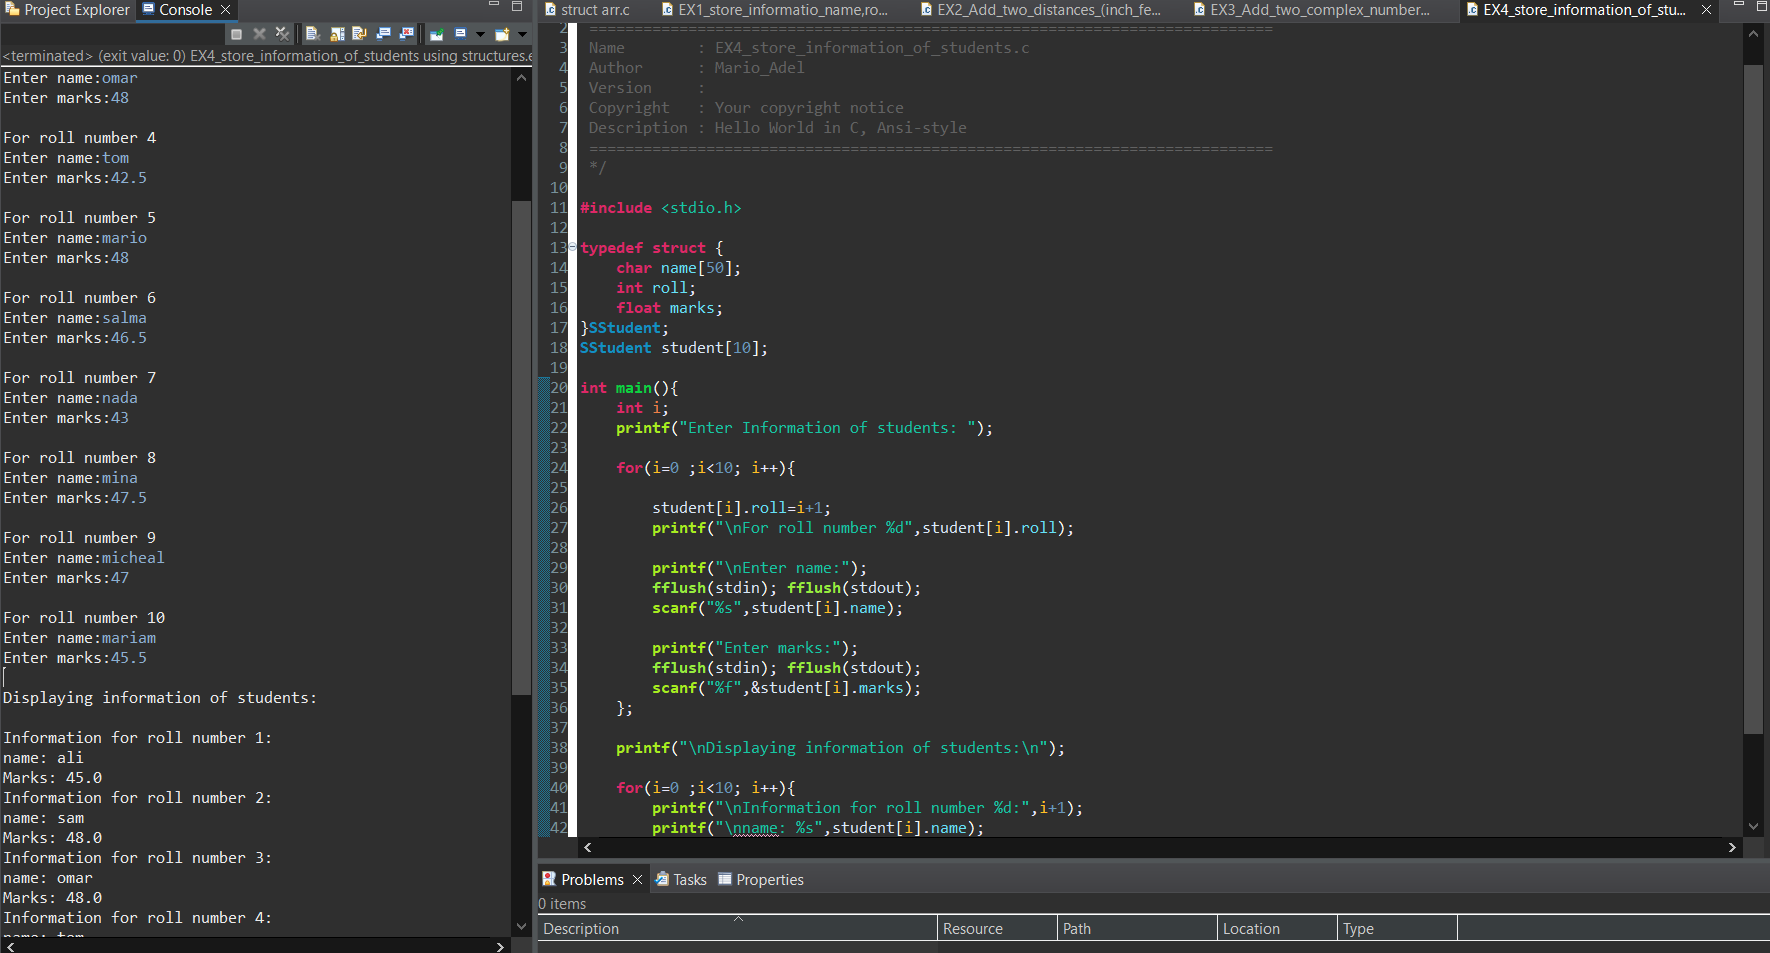 Project Explorer
Console
<terminated> (exit value: 0) EX4_store_information_of_students using structures.e
Enter name:omar
Enter marks:48
For roll number 4
Enter name:tom
Enter marks:42.5
For roll number 5
Enter name:mario
Enter marks:48
For roll number 6
Enter name:salma
Enter marks:46.5
For roll number 7
Enter name:nada
Enter marks:43
For roll number 8
Enter name:mina
Enter marks:47.5
For roll number 9
Enter name:micheal
Enter marks:47
For roll number 10
Enter name:mariam
Enter marks:45.5
Displaying information of students:
Information for roll number 1:
name: ali
Marks: 45.0
Information for roll number 2:
name: sam
Marks: 48.0
Information for roll number 3:
name: omar
Marks: 48.0
Information for roll number 4:
name: tom
struct arr.c
EX1_store_informatio_name,ro...
EX2_Add_two_distances_(inch_fe...
EX3_Add_two_complex_number...
EX4_store_information_of_stu...
2 ============================================================================
3 Name        : EX4_store_information_of_students.c
4 Author      : Mario_Adel
5 Version     :
6 Copyright   : Your copyright notice
7 Description : Hello World in C, Ansi-style
8 ============================================================================
9 */
10
11 #include <stdio.h>
12
13 typedef struct {
14     char name[50];
15     int roll;
16     float marks;
17 }SStudent;
18 SStudent student[10];
19
20 int main(){
21     int i;
22     printf("Enter Information of students: ");
23
24     for(i=0 ;i<10; i++){
25
26         student[i].roll=i+1;
27         printf("\nFor roll number %d",student[i].roll);
28
29         printf("\nEnter name:");
30         fflush(stdin); fflush(stdout);
31         scanf("%s",student[i].name);
32
33         printf("Enter marks:");
34         fflush(stdin); fflush(stdout);
35         scanf("%f",&student[i].marks);
36     };
37
38     printf("\nDisplaying information of students:\n");
39
40     for(i=0 ;i<10; i++){
41         printf("\nInformation for roll number %d:",i+1);
42         printf("\nname: %s",student[i].name);
Problems
Tasks
Properties
0 items
Description
Resource
Path
Location
Type